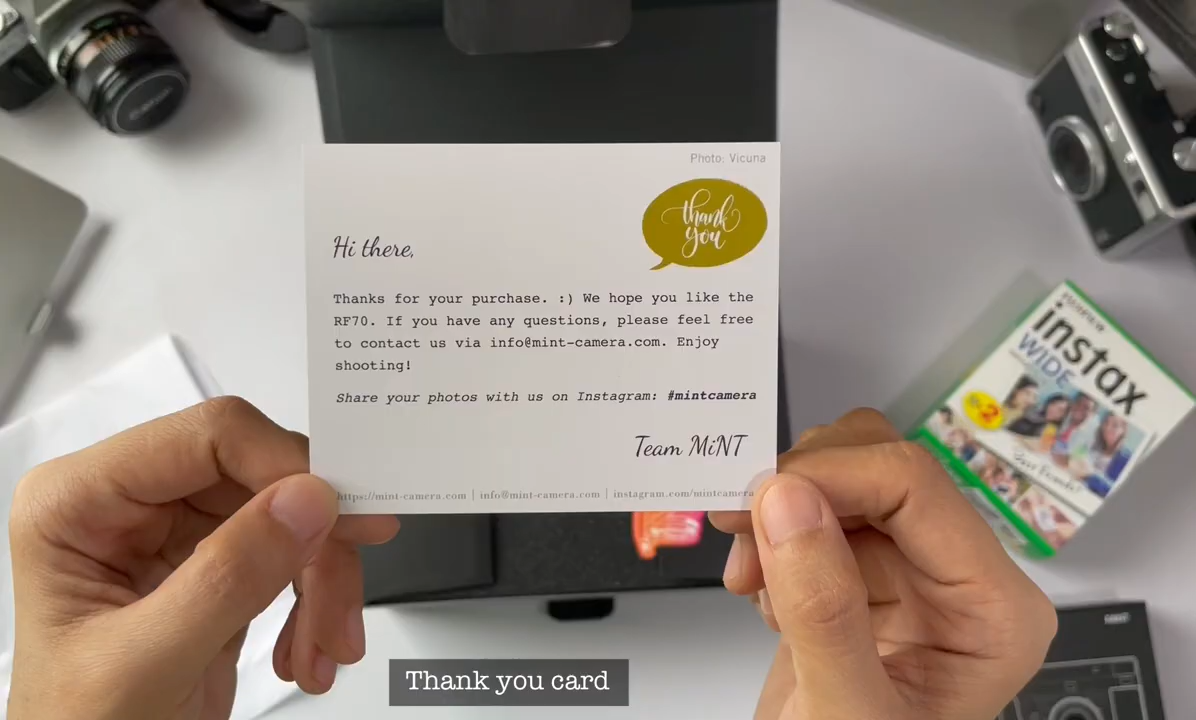 Photo: Vicuna
thank
you
Hi there,
Thanks for your purchase. :) We hope you like the
RF70. If you have any questions, please feel free
to contact us via info@mint-camera.com. Enjoy
shooting!
Share your photos with us on Instagram: #mintcamera
Team MiNT
https://mint-camera.com | info@mint-camera.com | instagram.com/mintcamera
instax
WIDE
x2
Thank you card